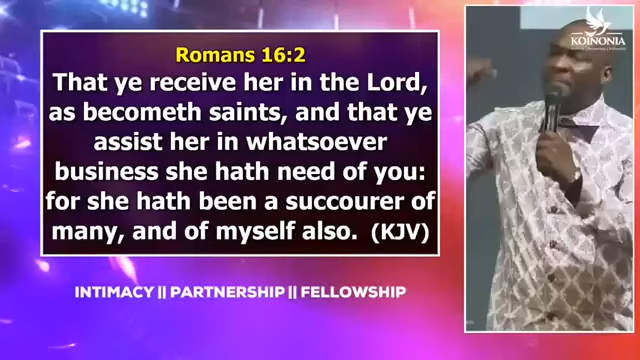 Romans 16:2
That ye receive her in the Lord,
as becometh saints, and that ye
assist her in whatsoever
business she hath need of you:
for she hath been a succourer of
many, and of myself also. (KJV)
INTIMACY || PARTNERSHIP || FELLOWSHIP
KOINONIA